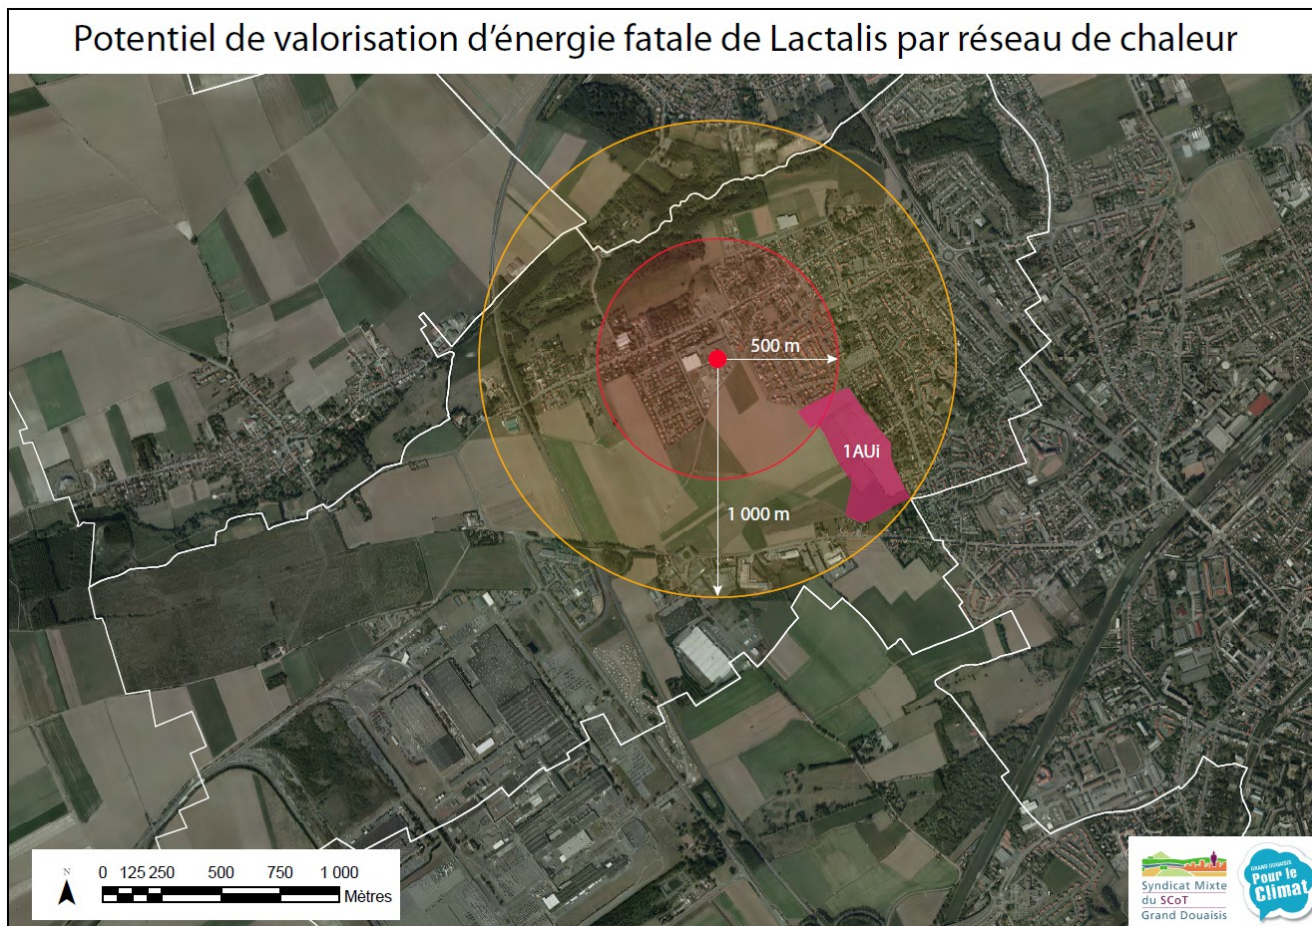 Potentiel de valorisation d’énergie fatale de Lactalis par réseau de chaleur
500 m
1AUi
1 000 m
N
0 125 250 500 750 1 000
Mètres
Syndicat Mixte
du SCoT
Grand Douaisis
GRAND DOUAISIS
Pour le
Climat